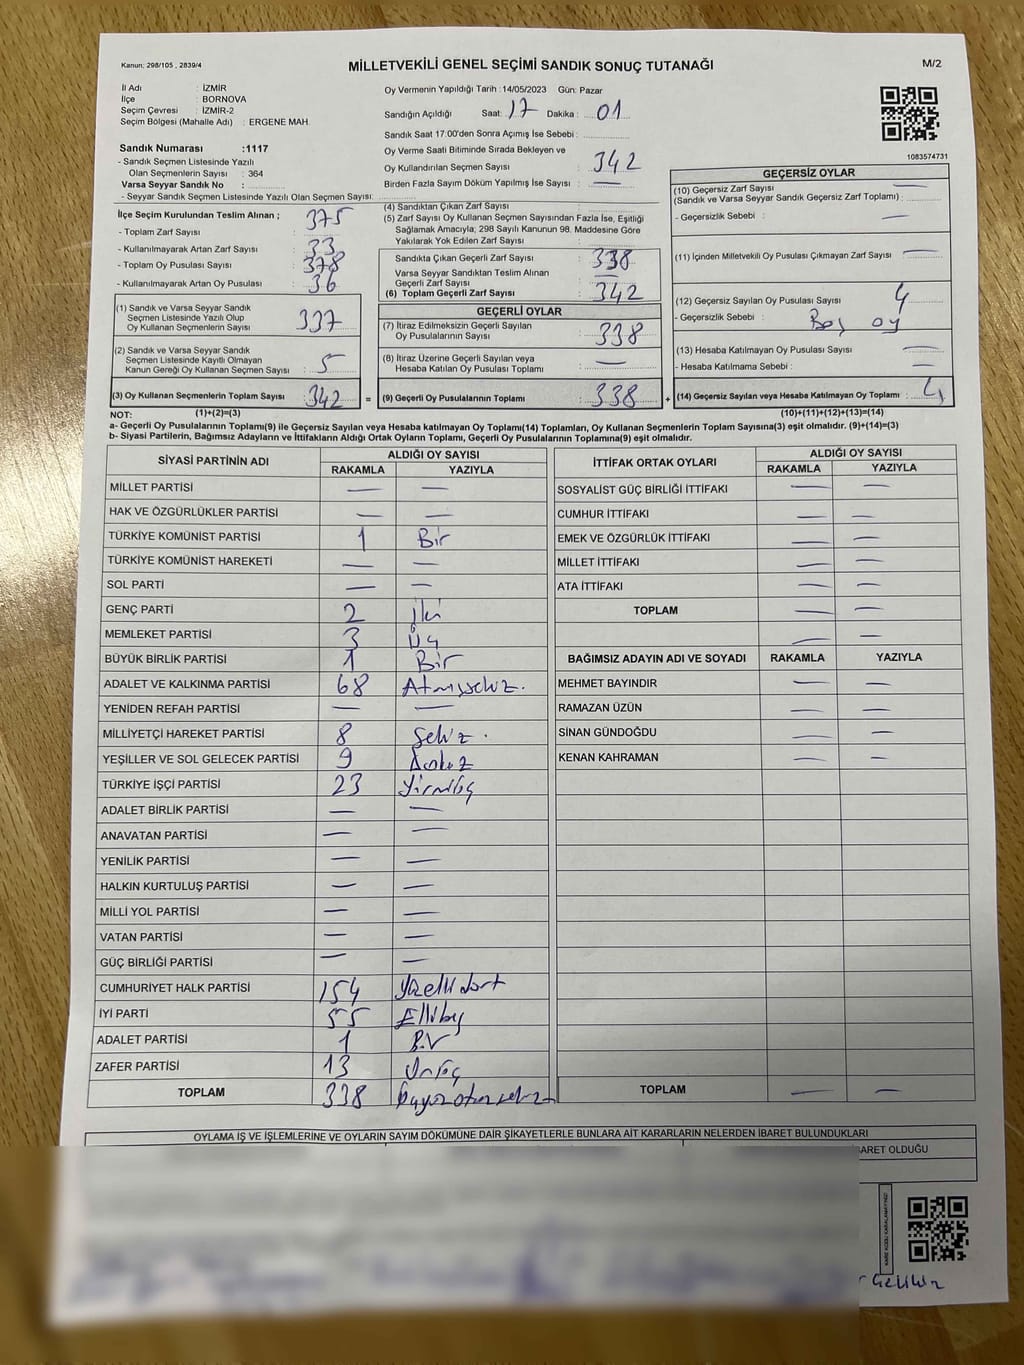 Kanun; 298/105 , 2839/4
MİLLETVEKİLİ GENEL SEÇİMİ SANDIK SONUÇ TUTANAĞI
M/2
İl Adı : İZMİR
İlçe : BORNOVA
Seçim Çevresi : İZMİR-2
Seçim Bölgesi (Mahalle Adı) : ERGENE MAH.
Oy Vermenin Yapıldığı Tarih : 14/05/2023 Gün: Pazar
Sandığın Açıldığı Saat: 17 Dakika : 01
Sandık Saat 17:00'den Sonra Açımış İse Sebebi :
Oy Verme Saati Bitiminde Sırada Bekleyen ve
Oy Kullandırılan Seçmen Sayısı : 342
Birden Fazla Sayım Döküm Yapılmış İse Sayısı : —
1083574731
Sandık Numarası :1117
- Sandık Seçmen Listesinde Yazılı
Olan Seçmenlerin Sayısı : 364
Varsa Seyyar Sandık No :
- Seyyar Sandık Seçmen Listesinde Yazılı Olan Seçmen Sayısı:
İlçe Seçim Kurulundan Teslim Alınan ;
- Toplam Zarf Sayısı : 375
- Kullanılmayarak Artan Zarf Sayısı : 33
- Toplam Oy Pusulası Sayısı : 378
- Kullanılmayarak Artan Oy Pusulası : 36
(1) Sandık ve Varsa Seyyar Sandık
Seçmen Listesinde Yazılı Olup
Oy Kullanan Seçmenlerin Sayısı : 337
(2) Sandık ve Varsa Seyyar Sandık
Seçmen Listesinde Kayıtlı Olmayan
Kanun Gereği Oy Kullanan Seçmen Sayısı : 5
(3) Oy Kullanan Seçmenlerin Toplam Sayısı : 342 =
(4) Sandıktan Çıkan Zarf Sayısı :
(5) Zarf Sayısı Oy Kullanan Seçmen Sayısından Fazla İse, Eşitliği
Sağlamak Amacıyla; 298 Sayılı Kanunun 98. Maddesine Göre
Yakılarak Yok Edilen Zarf Sayısı :
Sandıkta Çıkan Geçerli Zarf Sayısı : 338
Varsa Seyyar Sandıktan Teslim Alınan
Geçerli Zarf Sayısı : —
(6) Toplam Geçerli Zarf Sayısı : 342
GEÇERLİ OYLAR
(7) İtiraz Edilmeksizin Geçerli Sayılan
Oy Pusulalarının Sayısı : 338
(8) İtiraz Üzerine Geçerli Sayılan veya
Hesaba Katılan Oy Pusulası Toplamı : —
(9) Geçerli Oy Pusulalarının Toplamı : 338 +
GEÇERSİZ OYLAR
(10) Geçersiz Zarf Sayısı —
(Sandık ve Varsa Seyyar Sandık Geçersiz Zarf Toplamı) :
- Geçersizlik Sebebi : —
(11) İçinden Milletvekili Oy Pusulası Çıkmayan Zarf Sayısı : —
(12) Geçersiz Sayılan Oy Pusulası Sayısı : 4
- Geçersizlik Sebebi : Boş oy
(13) Hesaba Katılmayan Oy Pusulası Sayısı : —
- Hesaba Katılmama Sebebi : —
(14) Geçersiz Sayılan veya Hesaba Katılmayan Oy Toplamı : 4
NOT: (1)+(2)=(3)
(10)+(11)+(12)+(13)=(14)
a- Geçerli Oy Pusulalarının Toplamı(9) ile Geçersiz Sayılan veya Hesaba katılmayan Oy Toplamı(14) Toplamları, Oy Kullanan Seçmenlerin Toplam Sayısına(3) eşit olmalıdır. (9)+(14)=(3)
b- Siyasi Partilerin, Bağımsız Adayların ve İttifakların Aldığı Ortak Oyların Toplamı, Geçerli Oy Pusulalarının Toplamına(9) eşit olmalıdır.
SİYASİ PARTİNİN ADI ALDIĞI OY SAYISI
RAKAMLA YAZIYLA
MİLLET PARTİSİ — —
HAK VE ÖZGÜRLÜKLER PARTİSİ — —
TÜRKİYE KOMÜNİST PARTİSİ 1 Bir
TÜRKİYE KOMÜNİST HAREKETİ — —
SOL PARTİ — —
GENÇ PARTİ 2 İki
MEMLEKET PARTİSİ 3 Üç
BÜYÜK BİRLİK PARTİSİ 1 Bir
ADALET VE KALKINMA PARTİSİ 68 Atmışsekiz.
YENİDEN REFAH PARTİSİ — —
MİLLİYETÇİ HAREKET PARTİSİ 8 Sekiz.
YEŞİLLER VE SOL GELECEK PARTİSİ 9 Dokuz
TÜRKİYE İŞÇİ PARTİSİ 23 Yirmiüç
ADALET BİRLİK PARTİSİ — —
ANAVATAN PARTİSİ — —
YENİLİK PARTİSİ — —
HALKIN KURTULUŞ PARTİSİ — —
MİLLİ YOL PARTİSİ — —
VATAN PARTİSİ — —
GÜÇ BİRLİĞİ PARTİSİ — —
CUMHURİYET HALK PARTİSİ 154 Yüzelli dört
İYİ PARTİ 55 Ellibeş
ADALET PARTİSİ 1 Bir
ZAFER PARTİSİ 13 Onüç
TOPLAM 338 üçyüzotuzsekiz
İTTİFAK ORTAK OYLARI ALDIĞI OY SAYISI
RAKAMLA YAZIYLA
SOSYALİST GÜÇ BİRLİĞİ İTTİFAKI — —
CUMHUR İTTİFAKI — —
EMEK VE ÖZGÜRLÜK İTTİFAKI — —
MİLLET İTTİFAKI — —
ATA İTTİFAKI — —
TOPLAM — —
— —
BAĞIMSIZ ADAYIN ADI VE SOYADI RAKAMLA YAZIYLA
MEHMET BAYINDIR — —
RAMAZAN ÜZÜN — —
SİNAN GÜNDOĞDU — —
KENAN KAHRAMAN — —
TOPLAM — —
OYLAMA İŞ VE İŞLEMLERİNE VE OYLARIN SAYIM DÖKÜMÜNE DAİR ŞİKAYETLERLE BUNLARA AİT KARARLARIN NELERDEN İBARET BULUNDUKLARI
BARET OLDUĞU